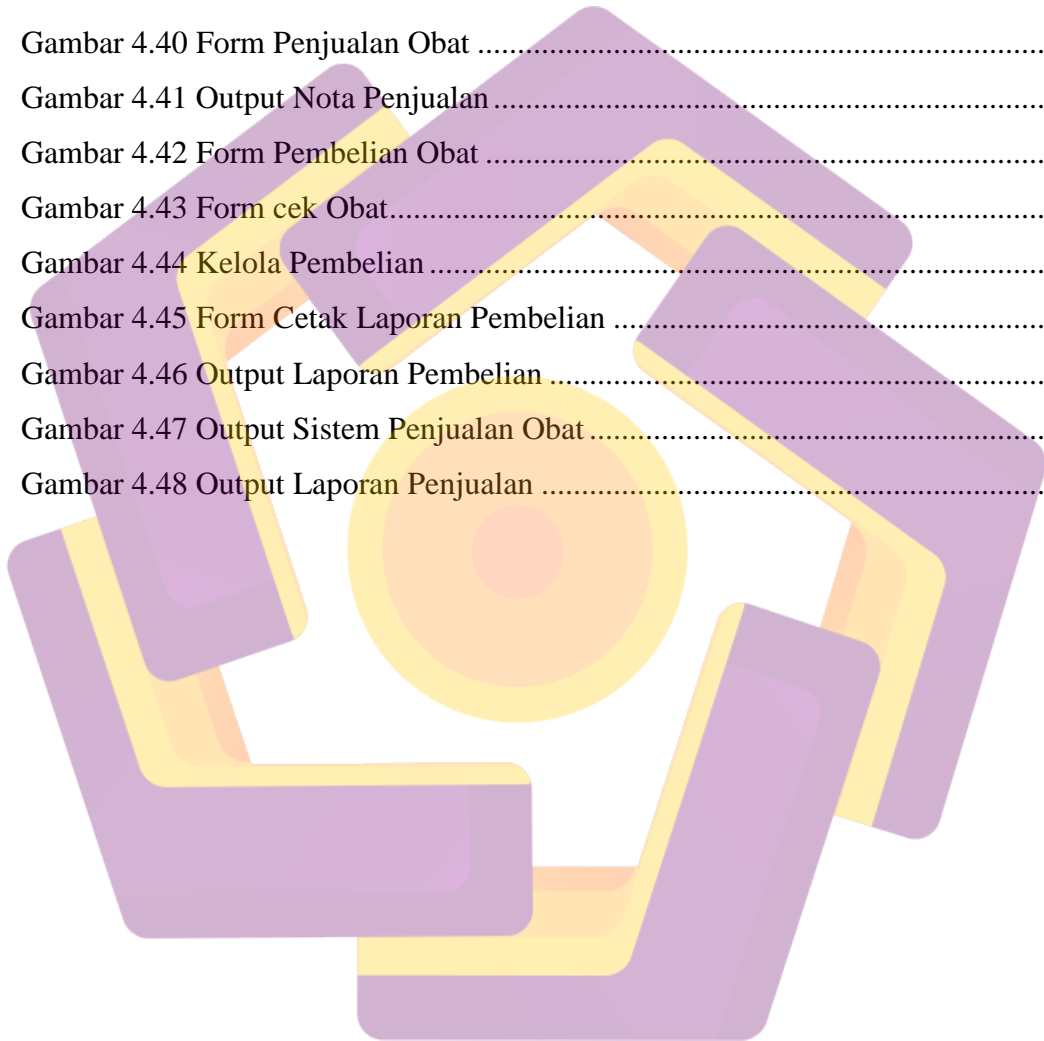 Gambar 4.40 Form Penjualan Obat ........................................................................
Gambar 4.41 Output Nota Penjualan ......................................................................
Gambar 4.42 Form Pembelian Obat .......................................................................
Gambar 4.43 Form cek Obat...................................................................................
Gambar 4.44 Kelola Pembelian ..............................................................................
Gambar 4.45 Form Cetak Laporan Pembelian .......................................................
Gambar 4.46 Output Laporan Pembelian ...............................................................
Gambar 4.47 Output Sistem Penjualan Obat ..........................................................
Gambar 4.48 Output Laporan Penjualan ................................................................